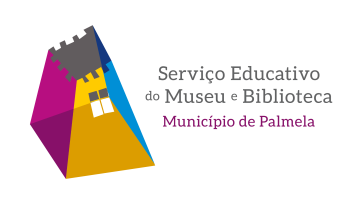 Serviço Educativo
do Museu e Biblioteca
Município de Palmela